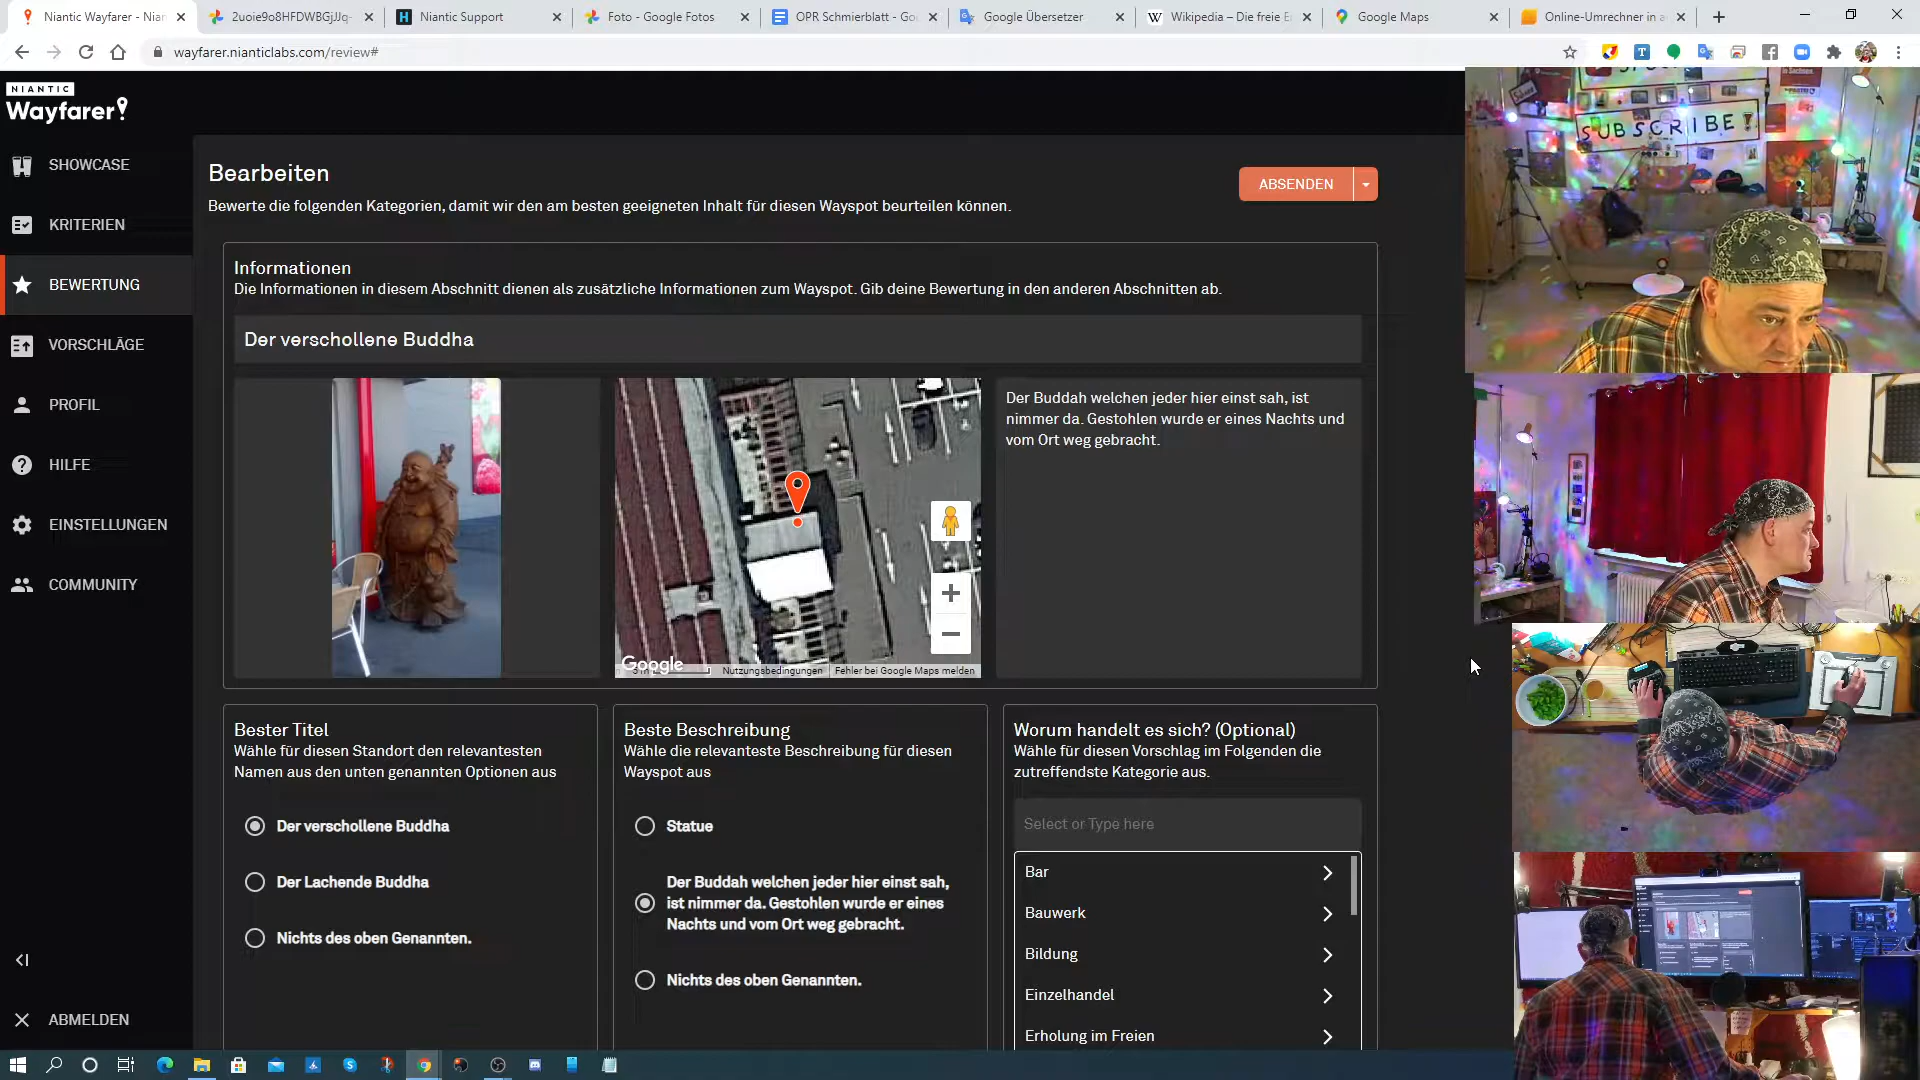 Niantic Wayfarer - Nian
2uoie9o8HFDWBGjJJq-
Niantic Support
Foto - Google Fotos
OPR Schmierblatt - Go
Google Übersetzer
Wikipedia – Die freie E
Google Maps
Online-Umrechner in a
wayfarer.nianticlabs.com/review#
NIANTIC
Wayfarer
SHOWCASE
KRITERIEN
BEWERTUNG
VORSCHLÄGE
PROFIL
HILFE
EINSTELLUNGEN
COMMUNITY
ABMELDEN
Bearbeiten
ABSENDEN
Bewerte die folgenden Kategorien, damit wir den am besten geeigneten Inhalt für diesen Wayspot beurteilen können.
Informationen
Die Informationen in diesem Abschnitt dienen als zusätzliche Informationen zum Wayspot. Gib deine Bewertung in den anderen Abschnitten ab.
Der verschollene Buddha
Der Buddah welchen jeder hier einst sah, ist
nimmer da. Gestohlen wurde er eines Nachts und
vom Ort weg gebracht.
Google
Nutzungsbedingungen
Fehler bei Google Maps melden
Bester Titel
Wähle für diesen Standort den relevantesten
Namen aus den unten genannten Optionen aus
Der verschollene Buddha
Der Lachende Buddha
Nichts des oben Genannten.
Beste Beschreibung
Wähle die relevanteste Beschreibung für diesen
Wayspot aus
Statue
Der Buddah welchen jeder hier einst sah,
ist nimmer da. Gestohlen wurde er eines
Nachts und vom Ort weg gebracht.
Nichts des oben Genannten.
Worum handelt es sich? (Optional)
Wähle für diesen Vorschlag im Folgenden die
zutreffendste Kategorie aus.
Select or Type here
Bar
Bauwerk
Bildung
Einzelhandel
Erholung im Freien
SUBSCRIBE!